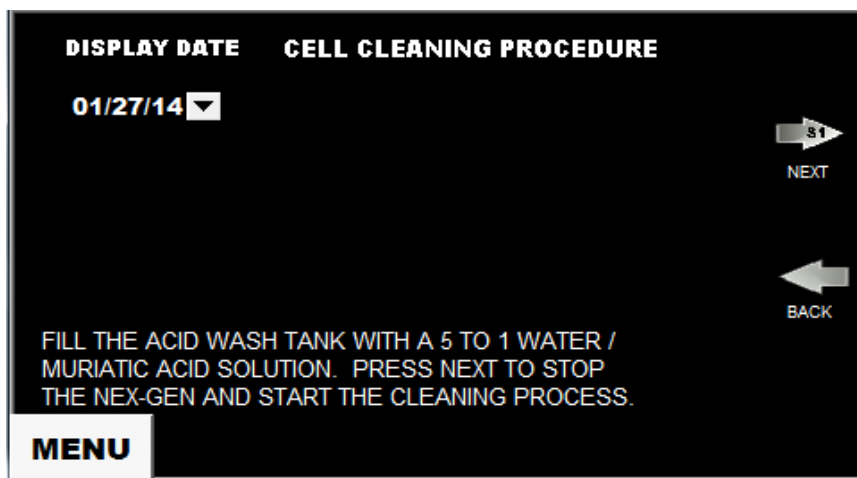 DISPLAY DATE CELL CLEANING PROCEDURE
01/27/14
S1
NEXT
BACK
FILL THE ACID WASH TANK WITH A 5 TO 1 WATER /
MURIATIC ACID SOLUTION. PRESS NEXT TO STOP
THE NEX-GEN AND START THE CLEANING PROCESS.
MENU